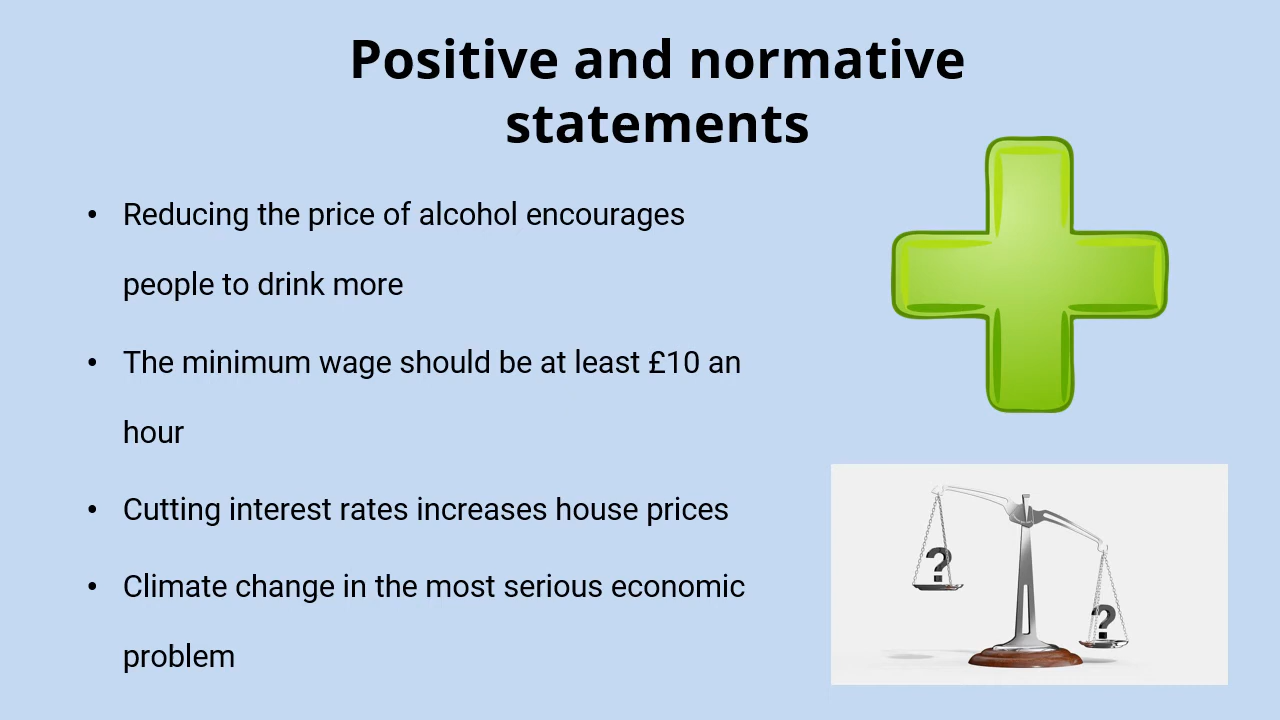 Positive and normative
statements
• Reducing the price of alcohol encourages
people to drink more
• The minimum wage should be at least £10 an
hour
• Cutting interest rates increases house prices
• Climate change in the most serious economic
problem
?
?